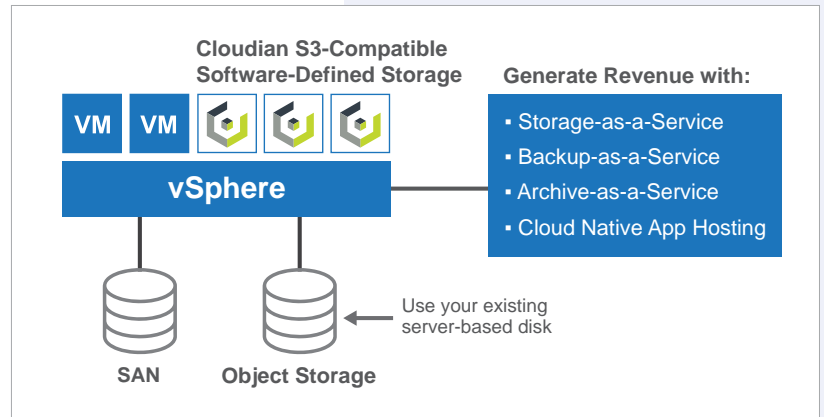 Cloudian S3-Compatible
Software-Defined Storage
Generate Revenue with:
VM VM
▪ Storage-as-a-Service
▪ Backup-as-a-Service
▪ Archive-as-a-Service
▪ Cloud Native App Hosting
vSphere
Use your existing
server-based disk
SAN
Object Storage